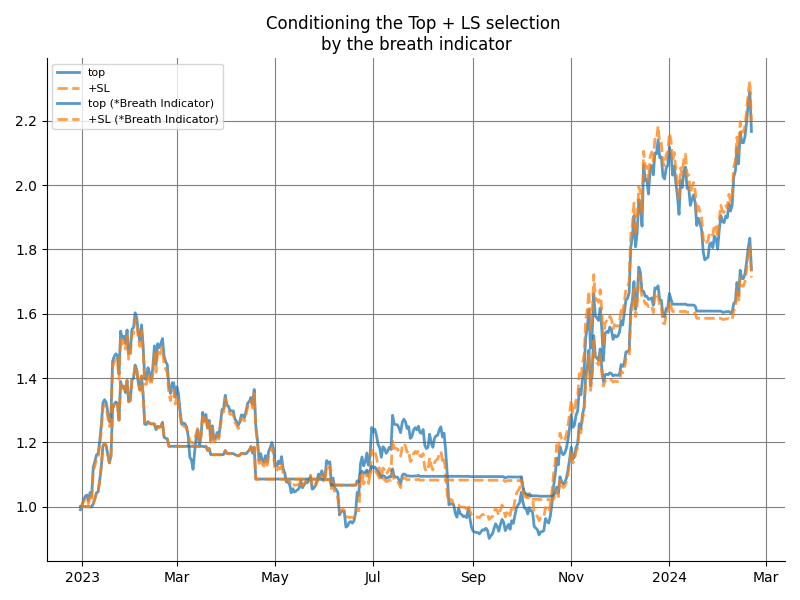 Conditioning the Top + LS selection
by the breath indicator
top
+SL
top (*Breath Indicator)
+SL (*Breath Indicator)
2.2
2.0
1.8
1.6
1.4
1.2
1.0
2023 Mar May Jul Sep Nov 2024 Mar